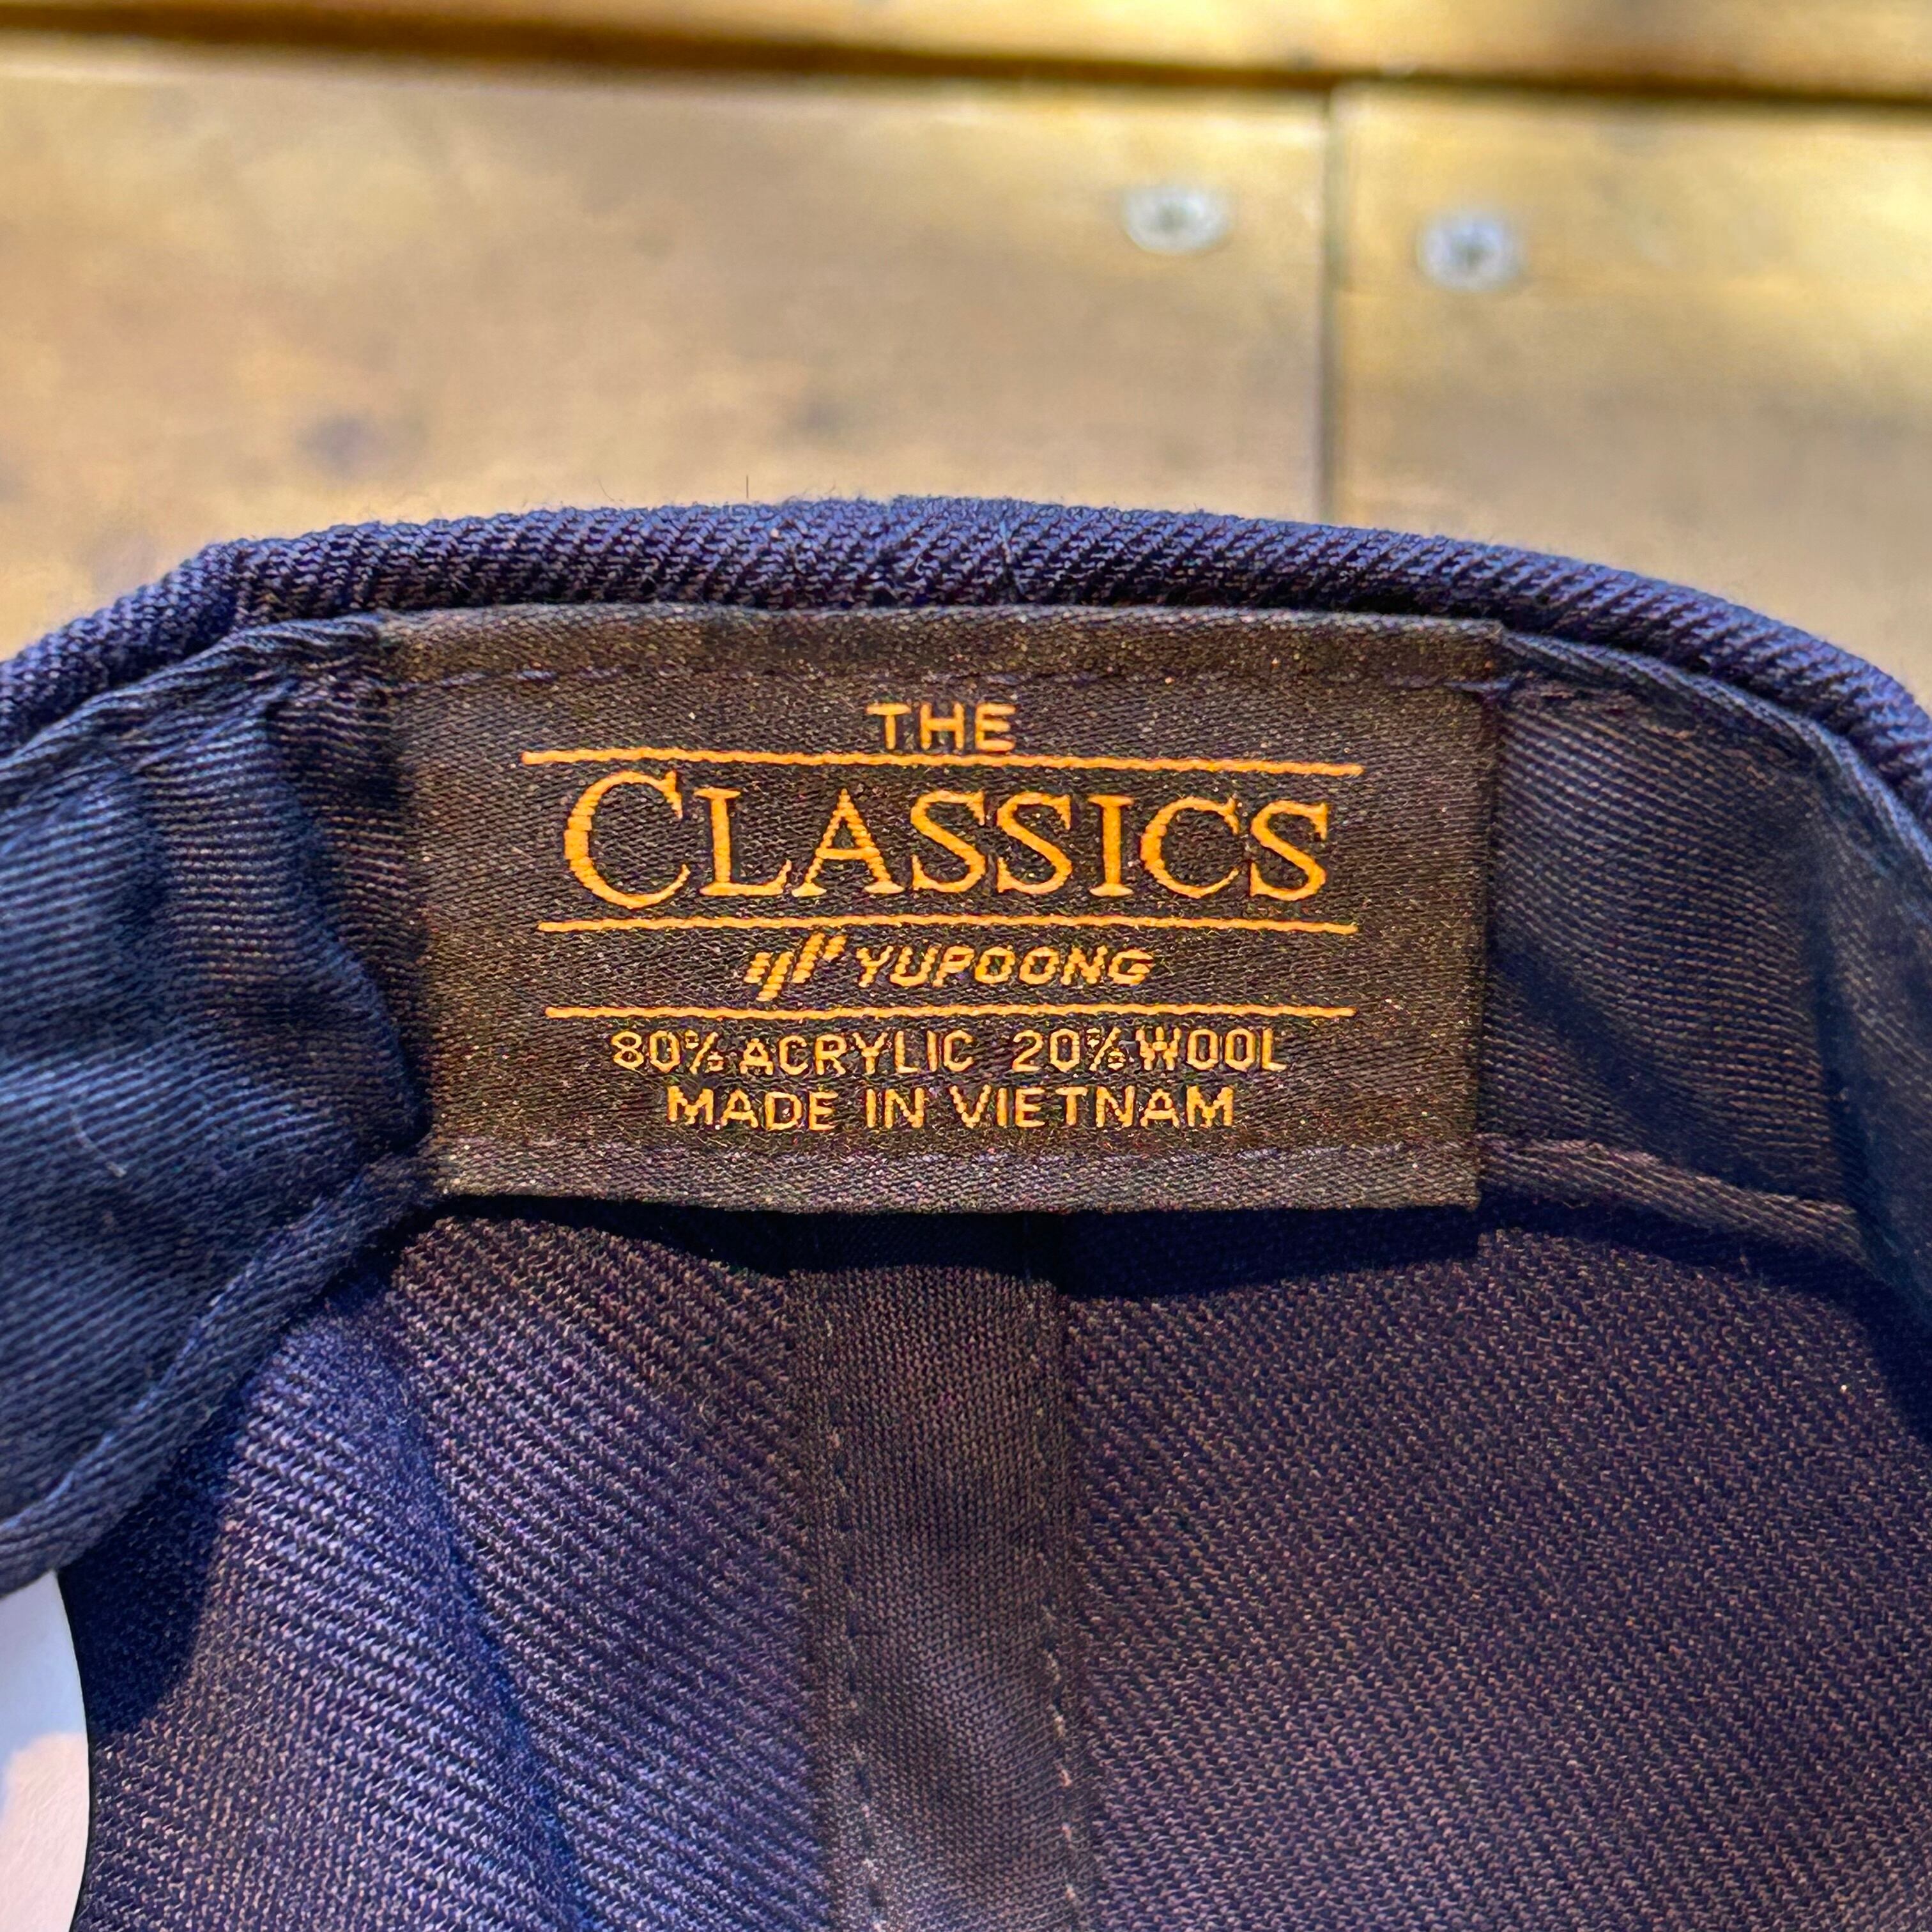 THE
CLASSICS
YUPOONG
80% ACRYLIC 20% WOOL
MADE IN VIETNAM